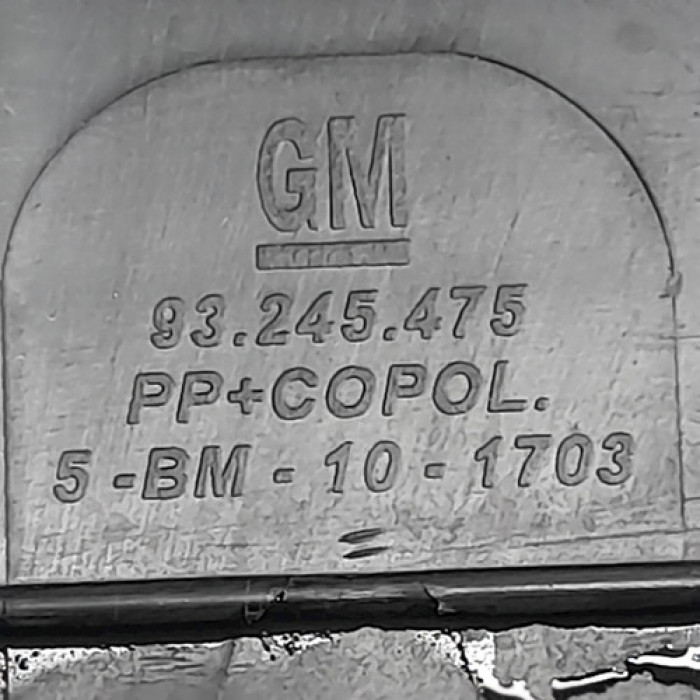 GM
93.245.475
PP+COPOL.
5-BM-10-1703